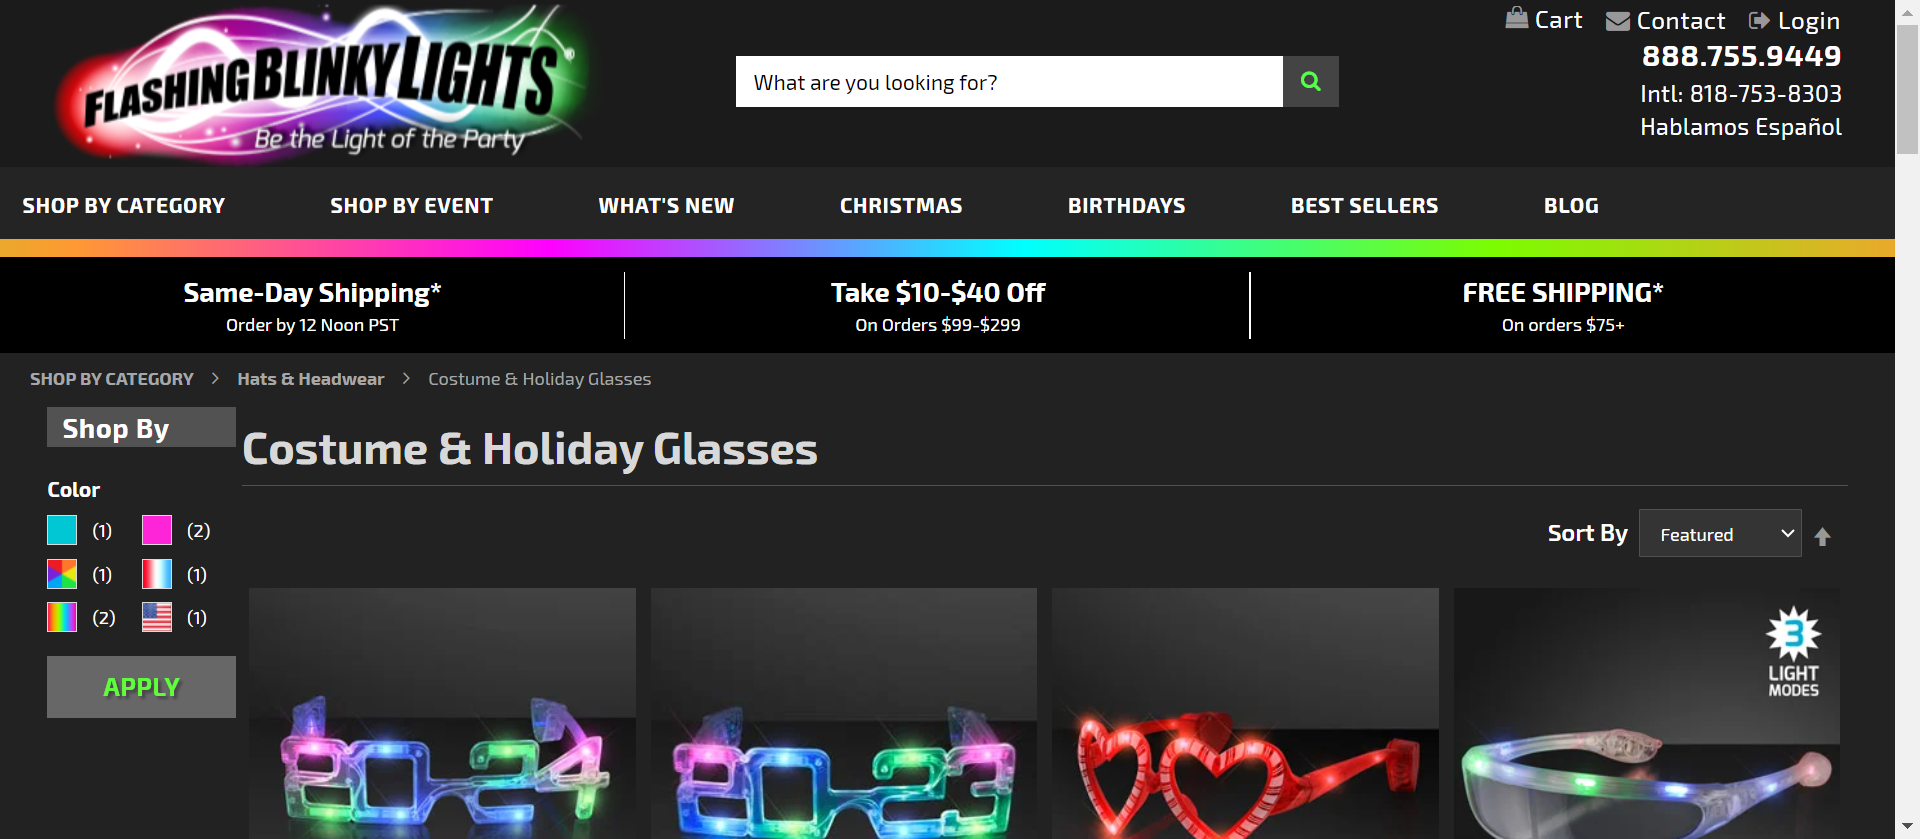 FLASHINGBLINKYLIGHTS®
Be the Light of the Party
What are you looking for?
Cart
Contact
Login
888.755.9449
Intl: 818-753-8303
Hablamos Español
SHOP BY CATEGORY
SHOP BY EVENT
WHAT'S NEW
CHRISTMAS
BIRTHDAYS
BEST SELLERS
BLOG
Same-Day Shipping*
Order by 12 Noon PST
Take $10-$40 Off
On Orders $99-$299
FREE SHIPPING*
On orders $75+
SHOP BY CATEGORY > Hats & Headwear > Costume & Holiday Glasses
Shop By
Costume & Holiday Glasses
Color
(1) (2)
(1) (1)
(2) (1)
APPLY
Sort By Featured
2024
2023
3
LIGHT
MODES